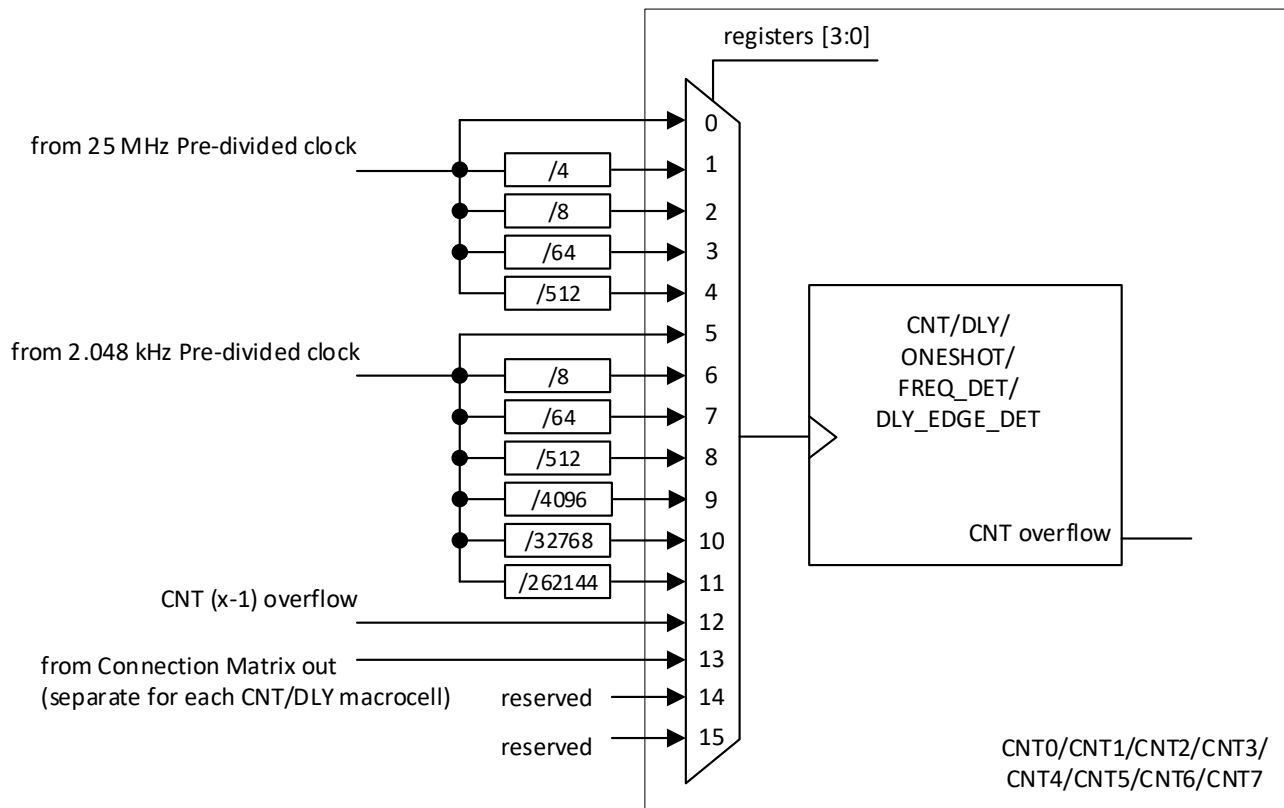 registers [3:0]
from 25 MHz Pre-divided clock
0
/4
1
/8
2
/64
3
/512
4
from 2.048 kHz Pre-divided clock
5
/8
6
/64
7
/512
8
/4096
9
/32768
10
/262144
11
CNT (x-1) overflow
12
from Connection Matrix out
(separate for each CNT/DLY macrocell)
13
reserved
14
reserved
15
CNT/DLY/
ONESHOT/
FREQ_DET/
DLY_EDGE_DET
CNT overflow
CNT0/CNT1/CNT2/CNT3/
CNT4/CNT5/CNT6/CNT7